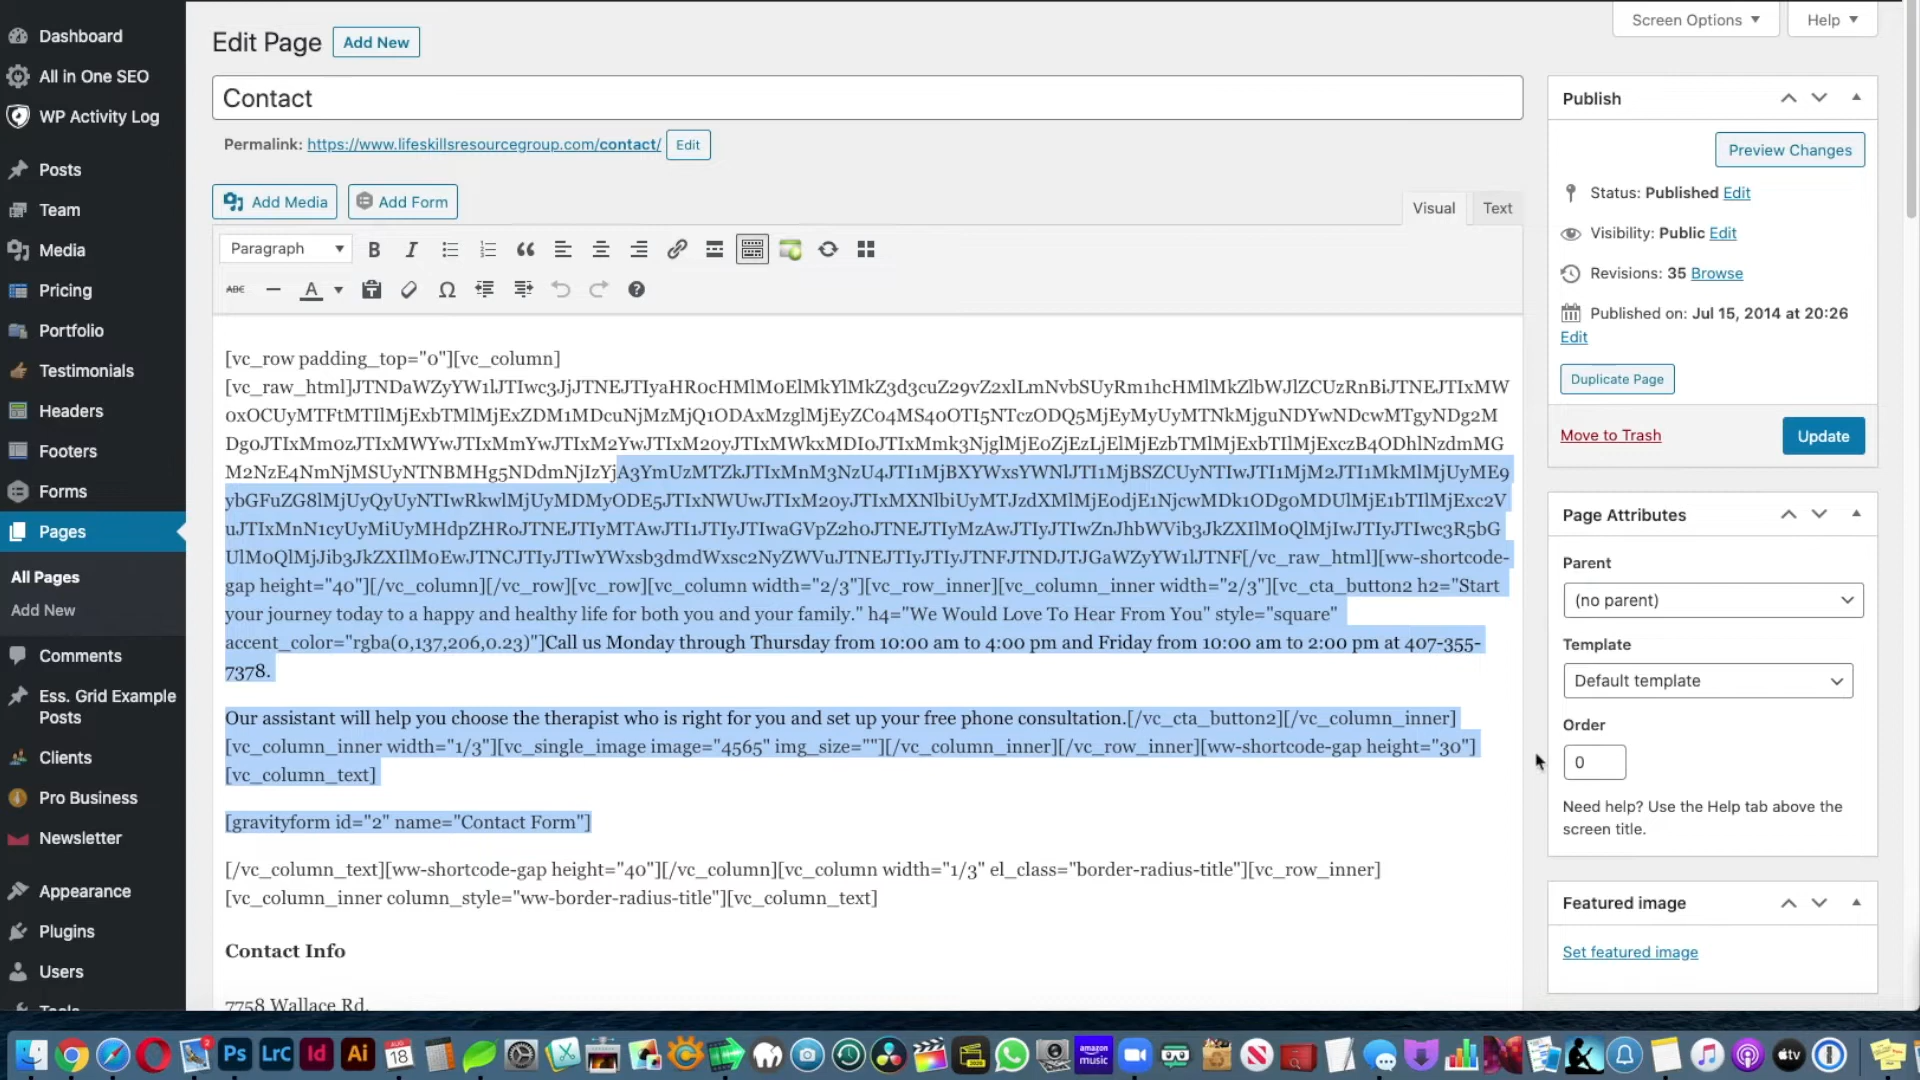 Dashboard
All in One SEO
WP Activity Log
Posts
Team
Media
Pricing
Portfolio
Testimonials
Headers
Footers
Forms
Pages
All Pages
Add New
Comments
Ess. Grid Example
Posts
Clients
Pro Business
Newsletter
Appearance
Plugins
Users
Screen Options
Help
Edit Page
Add New
Contact
Permalink: https://www.lifeskillsresourcegroup.com/contact/ Edit
Add Media
Add Form
Visual
Text
Paragraph
B I
ABC
A
[vc_row padding_top="0"][vc_column]
[vc_raw_html]
[/vc_raw_html][ww-shortcode-
gap height="40"][/vc_column][/vc_row][vc_row][vc_column width="2/3"][vc_row_inner][vc_column_inner width="2/3"][vc_cta_button2 h2="Start
your journey today to a happy and healthy life for both you and your family." h4="We Would Love To Hear From You" style="square"
accent_color="rgba(0,137,206,0.23)"]Call us Monday through Thursday from 10:00 am to 4:00 pm and Friday from 10:00 am to 2:00 pm at 407-355-
7378.
Our assistant will help you choose the therapist who is right for you and set up your free phone consultation.[/vc_cta_button2][/vc_column_inner]
[vc_column_inner width="1/3"][vc_single_image image="4565" img_size=""][/vc_column_inner][/vc_row_inner][ww-shortcode-gap height="30"]
[vc_column_text]
[gravityform id="2" name="Contact Form"]
[/vc_column_text][ww-shortcode-gap height="40"][/vc_column][vc_column width="1/3" el_class="border-radius-title"][vc_row_inner]
[vc_column_inner column_style="ww-border-radius-title"][vc_column_text]
Contact Info
7758 Wallace Rd.
Publish
Preview Changes
Status: Published Edit
Visibility: Public Edit
Revisions: 35 Browse
Published on: Jul 15, 2014 at 20:26
Edit
Duplicate Page
Move to Trash
Update
Page Attributes
Parent
(no parent)
Template
Default template
Order
0
Need help? Use the Help tab above the
screen title.
Featured image
Set featured image
Ps
Lrc
Id
Ai
AUG
18
amazon
music
tv